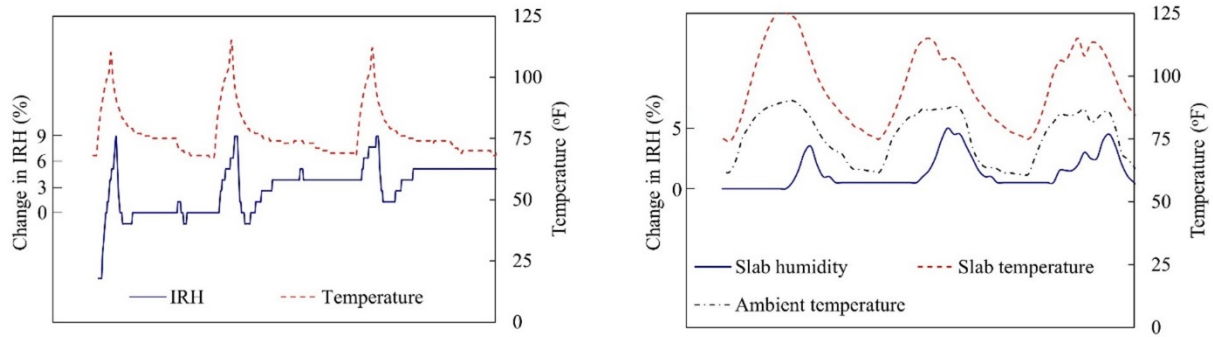 Change in IRH (%)
9
6
3
0
125
100
75
50
25
0
Temperature (°F)
IRH
Temperature
Change in IRH (%)
5
0
125
100
75
50
25
0
Temperature (°F)
Slab humidity
Slab temperature
Ambient temperature